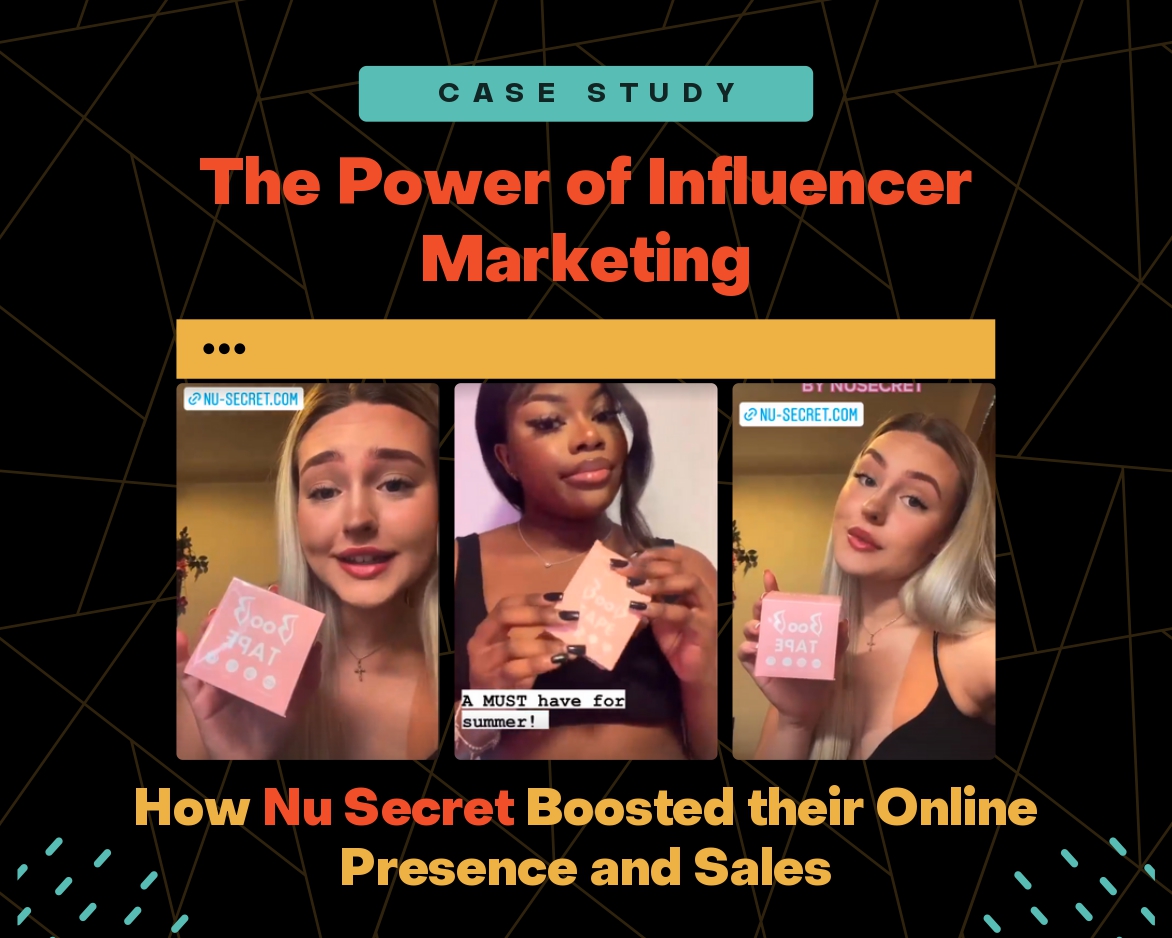 CASE STUDY
The Power of Influencer
Marketing
NU-SECRET.COM
BooB
TAPE
BooB
TAPE
A MUST have for
summer!
BY NUSECRET
NU-SECRET.COM
BooB
TAPE
How Nu Secret Boosted their Online
Presence and Sales